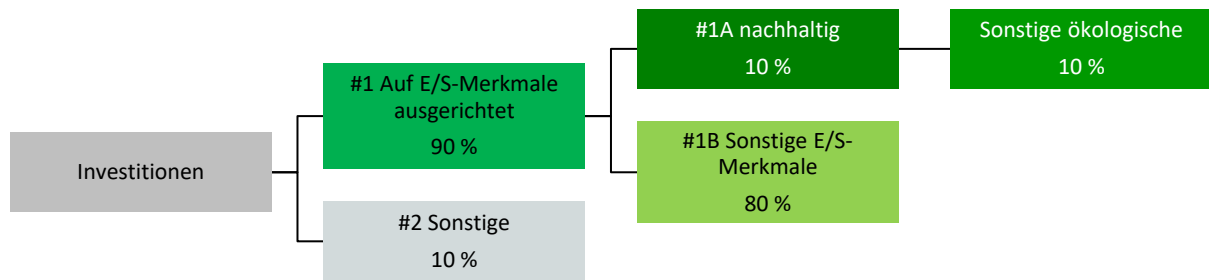 Investitionen
#1 Auf E/S-Merkmale
ausgerichtet
90 %
#2 Sonstige
10 %
#1A nachhaltig
10 %
#1B Sonstige E/S-
Merkmale
80 %
Sonstige ökologische
10 %